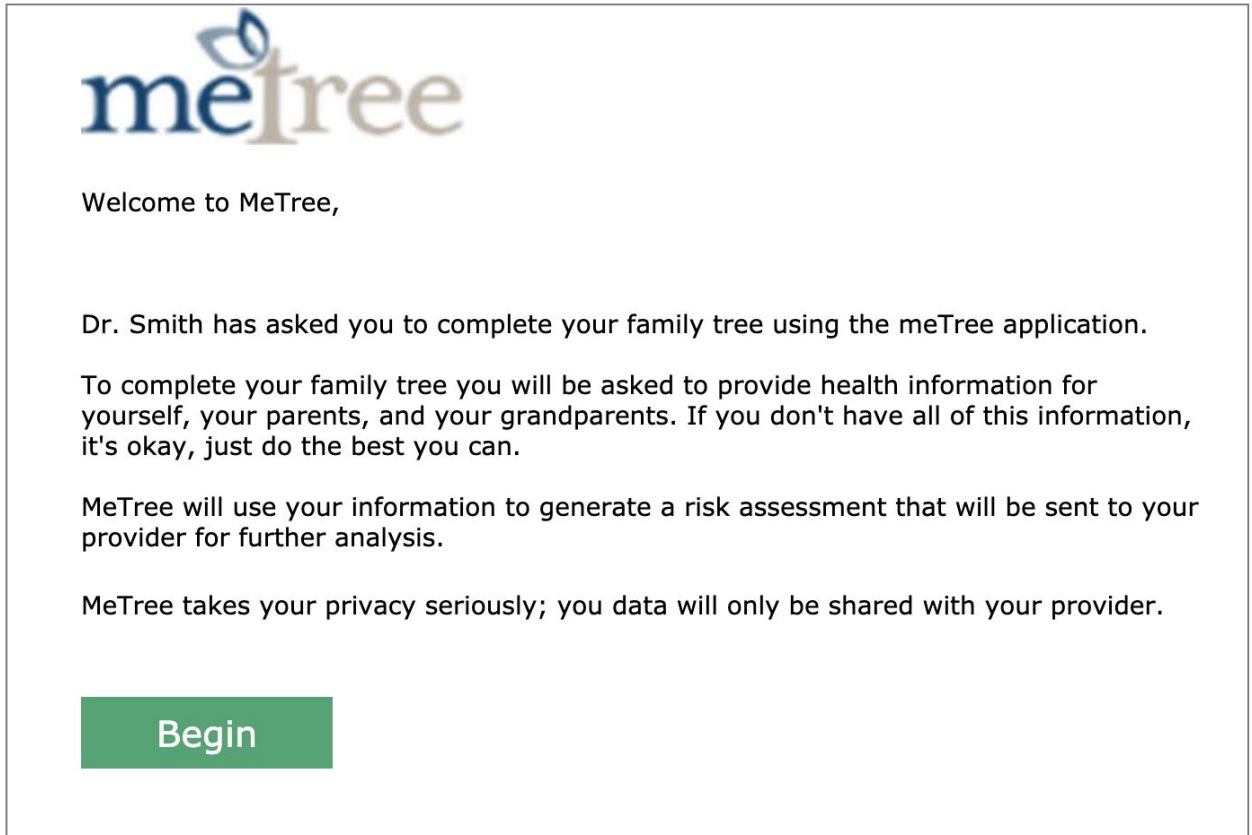 metree
Welcome to MeTree,
Dr. Smith has asked you to complete your family tree using the meTree application.
To complete your family tree you will be asked to provide health information for
yourself, your parents, and your grandparents. If you don't have all of this information,
it's okay, just do the best you can.
MeTree will use your information to generate a risk assessment that will be sent to your
provider for further analysis.
MeTree takes your privacy seriously; you data will only be shared with your provider.
Begin